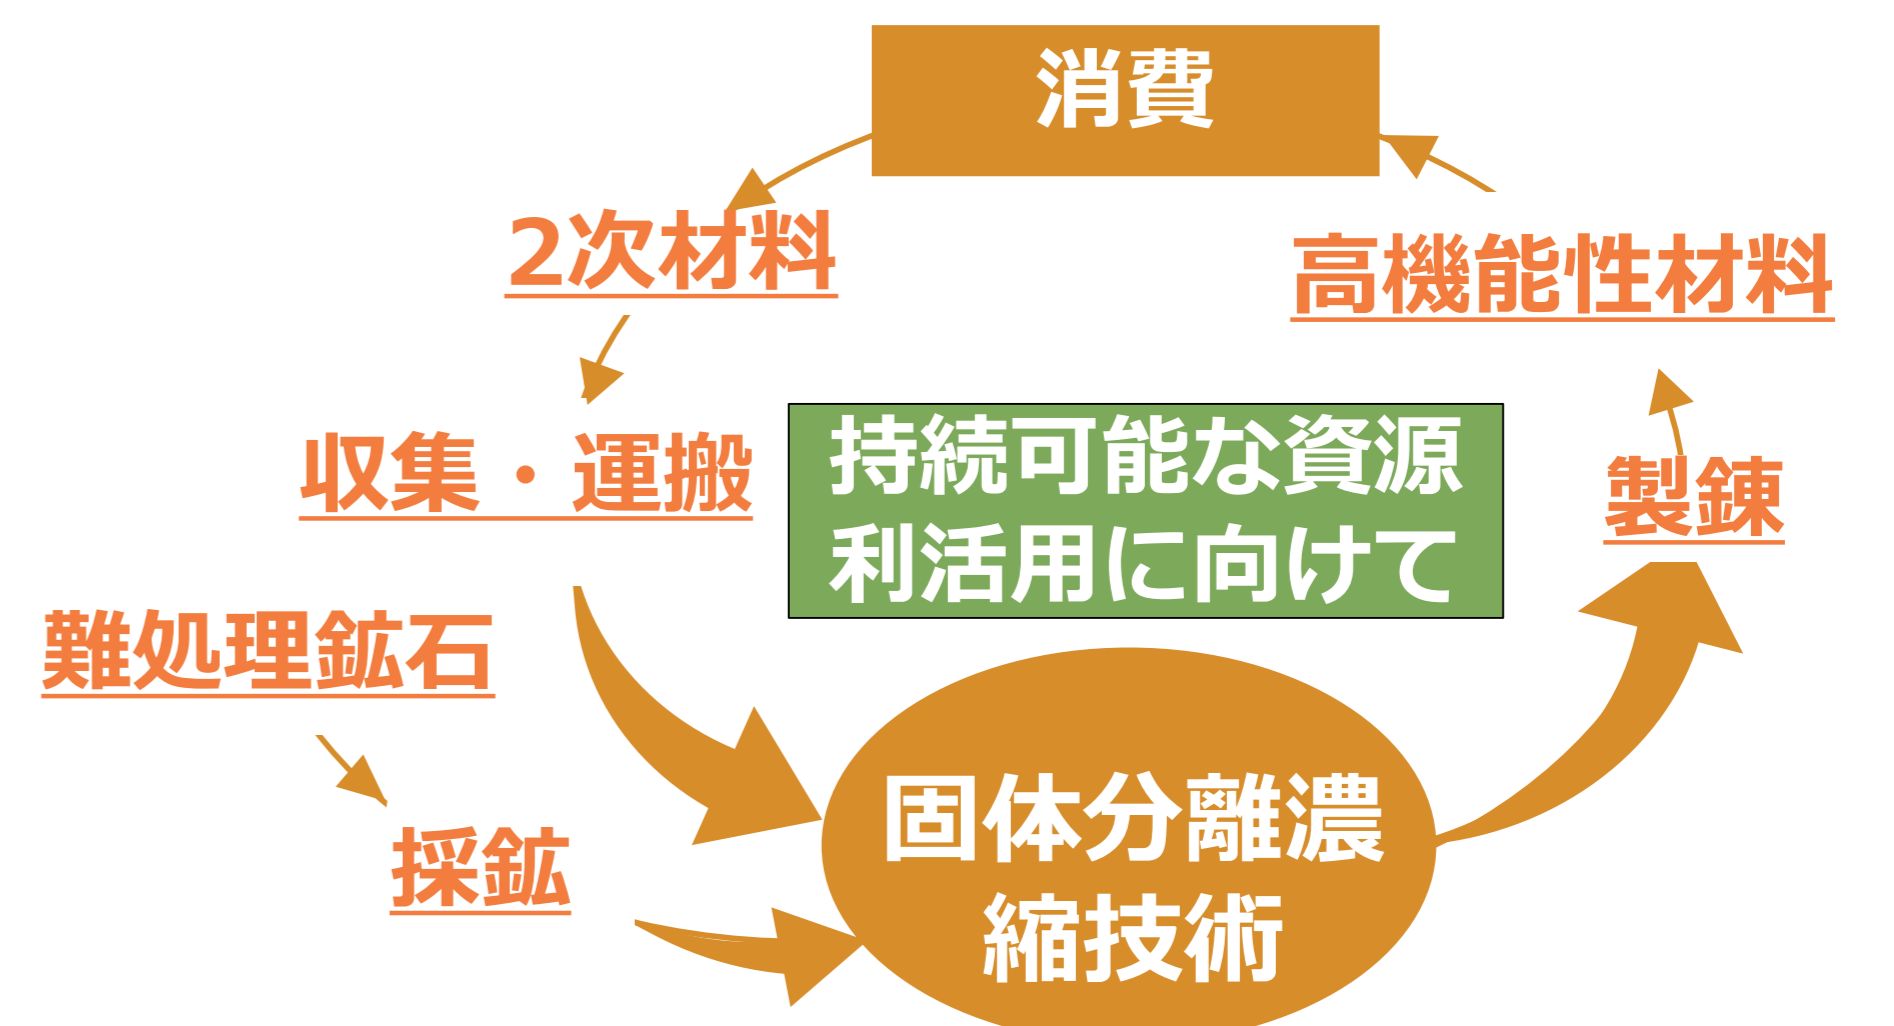 消費
2次材料
高機能性材料
収集・運搬
持続可能な資源
利活用に向けて
製錬
難処理鉱石
固体分離濃
縮技術
採鉱